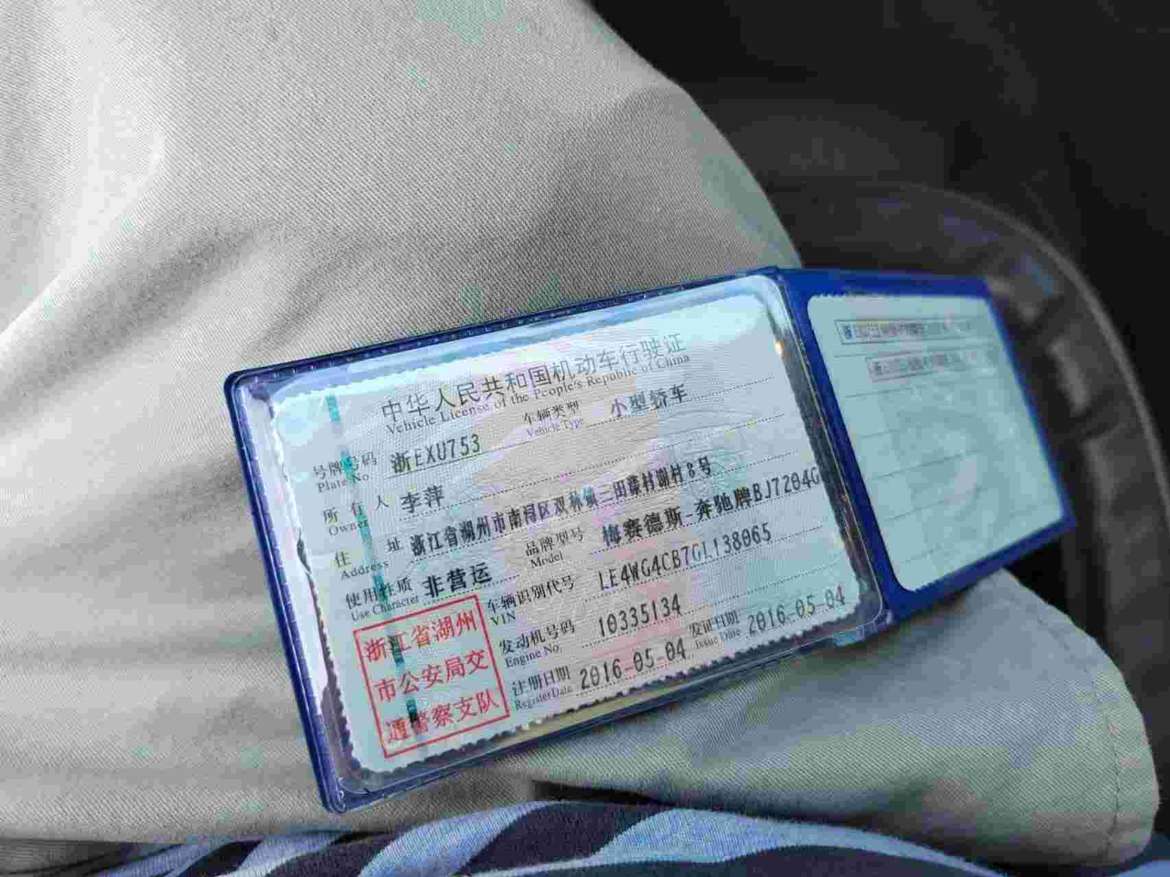 中华人民共和国机动车行驶证
Vehicle License of the People's Republic of China
号牌号码 浙EXU753 车辆类型 小型轿车
Plate No. Vehicle Type
所有人 李萍
Owner
住址 浙江省湖州市南浔区双林镇三田漾村谢村8号
Address
使用性质 非营运 品牌型号 梅赛德斯-奔驰牌BJ7204G
Use Character Model
车辆识别代号 LE4WG4CB7GL138065
VIN
发动机号码 10335134
Engine No.
注册日期 2016-05-04 发证日期 2016-05-04
Register Date Issue Date
浙江省湖州
市公安局交
通警察支队